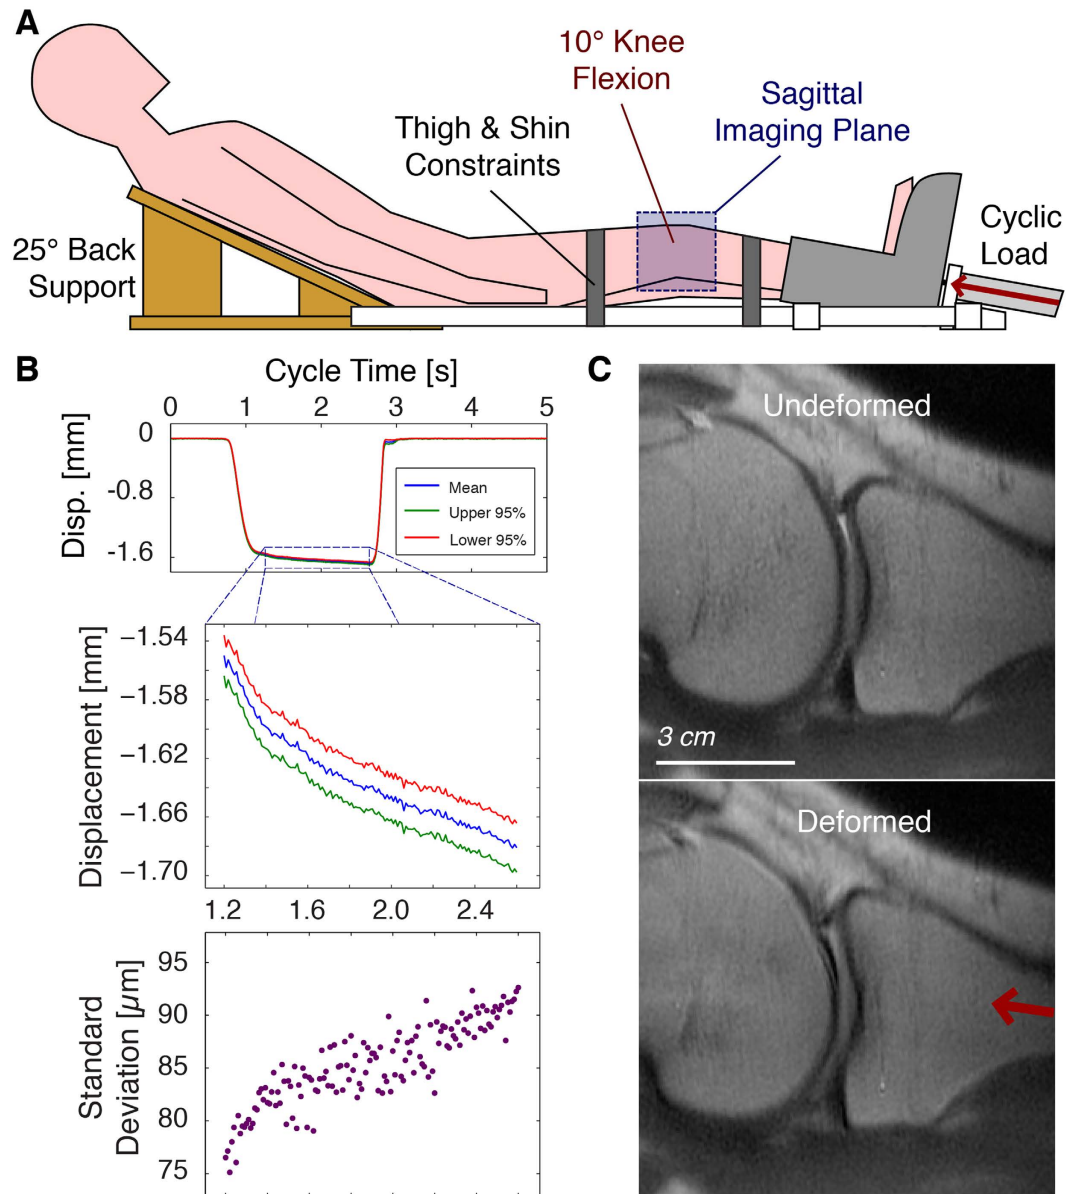 A
10° Knee
Flexion
Sagittal
Imaging Plane
Thigh & Shin
Constraints
25° Back
Support
Cyclic
Load
B
Cycle Time [s]
0 1 2 3 4 5
Disp. [mm]
0
-0.8
-1.6
Mean
Upper 95%
Lower 95%
Displacement [mm]
−1.54
−1.58
−1.62
−1.66
−1.70
1.2 1.6 2.0 2.4
Standard
Deviation [µm]
95
90
85
80
75
C
Undeformed
3 cm
Deformed